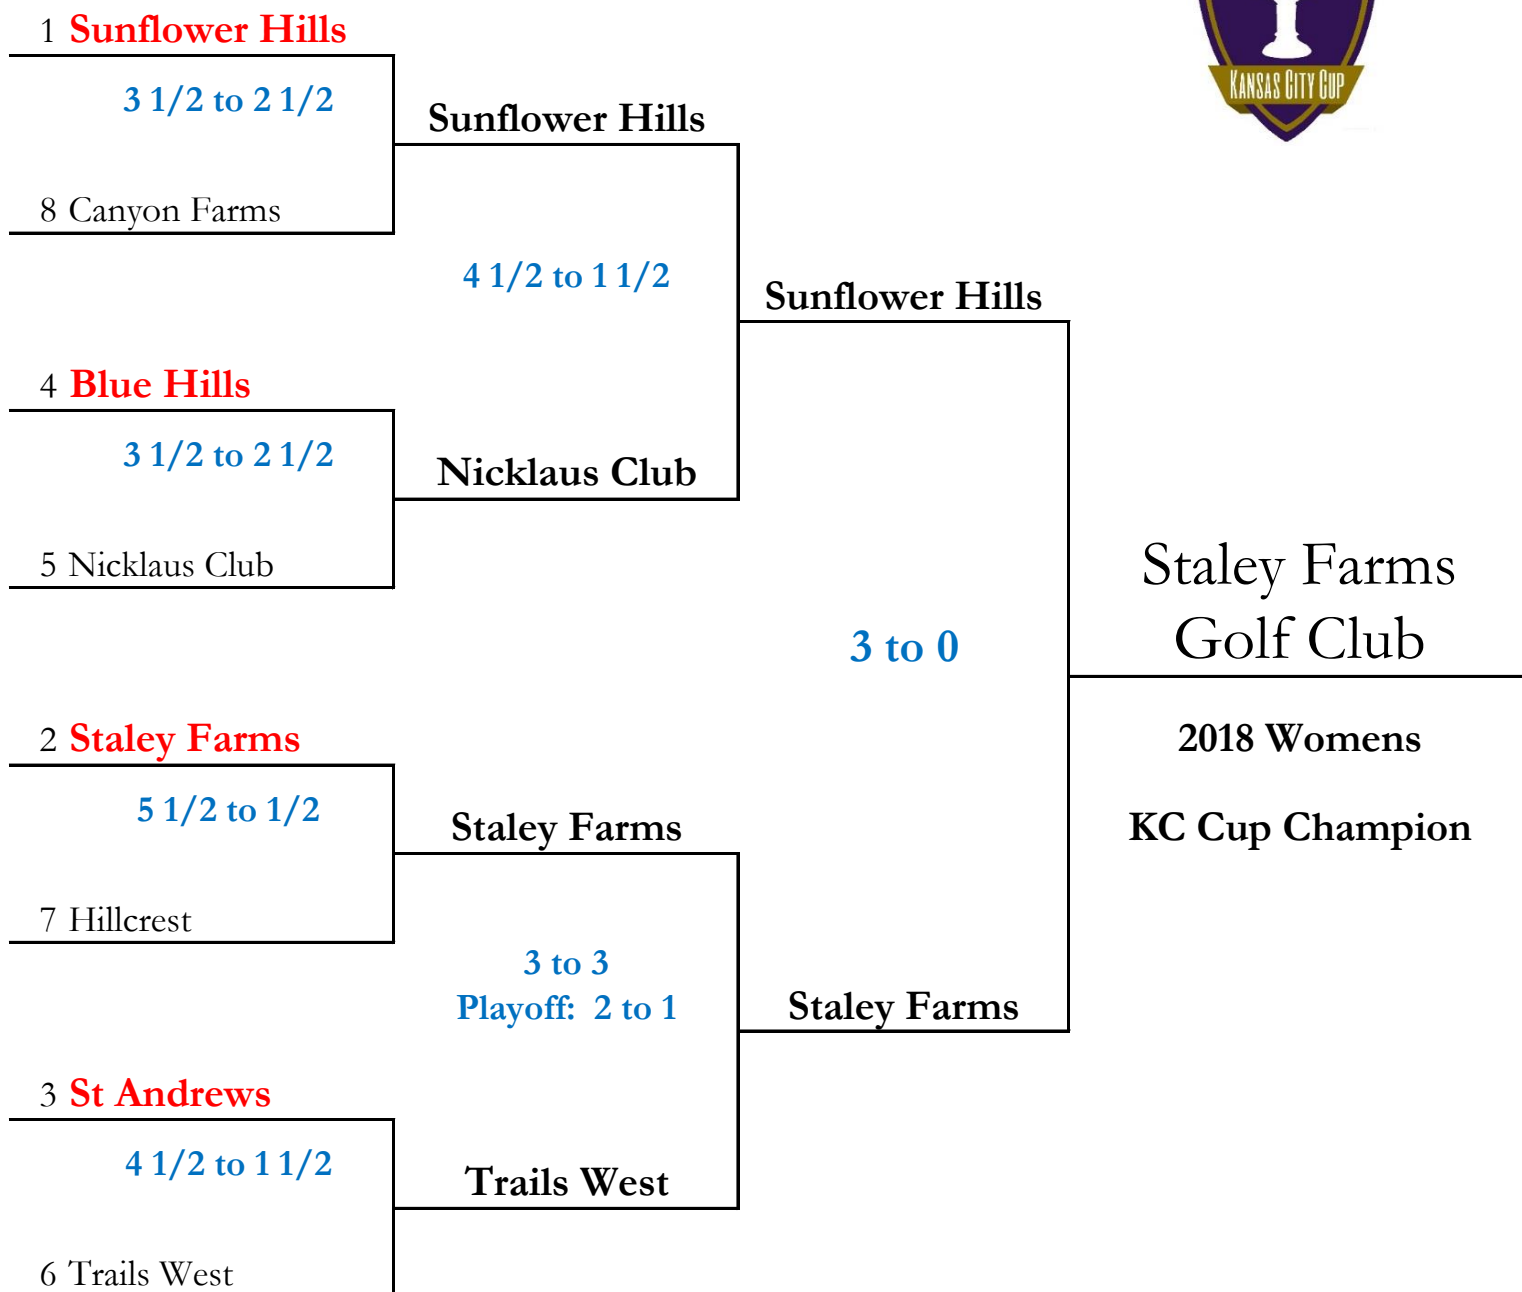 1 Sunflower Hills
3 1/2 to 2 1/2
8 Canyon Farms
4 Blue Hills
3 1/2 to 2 1/2
5 Nicklaus Club
2 Staley Farms
5 1/2 to 1/2
7 Hillcrest
3 St Andrews
4 1/2 to 1 1/2
6 Trails West
Sunflower Hills
4 1/2 to 1 1/2
Nicklaus Club
Staley Farms
3 to 3
Playoff: 2 to 1
Trails West
Sunflower Hills
3 to 0
Staley Farms
KANSAS CITY CUP
Staley Farms
Golf Club
2018 Womens
KC Cup Champion